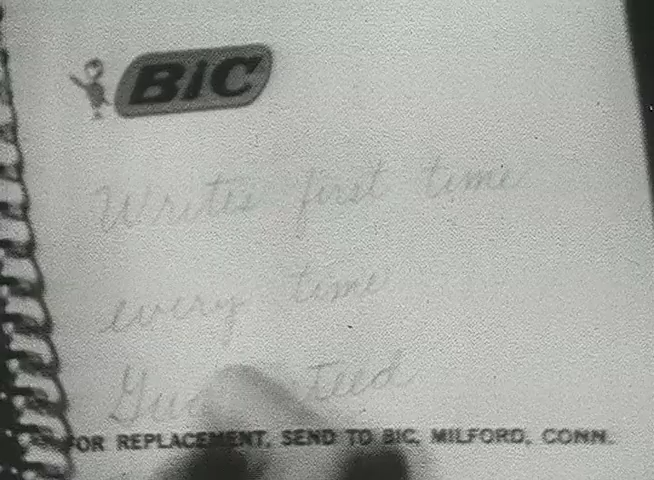 BIC
Writes first time
every time
FOR REPLACEMENT, SEND TO BIC, MILFORD, CONN.